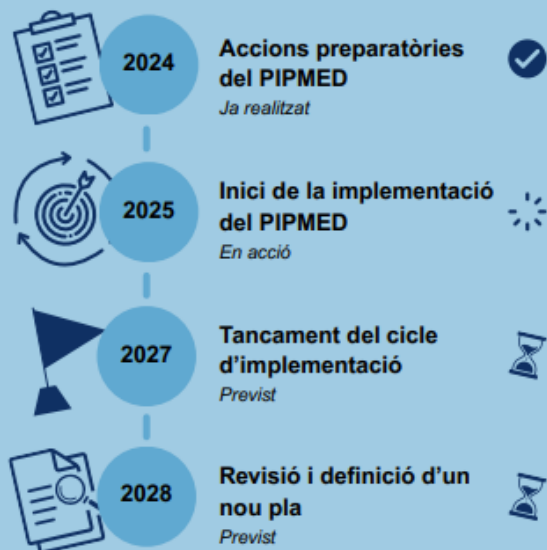 2024
Accions preparatòries
del PIPMED
Ja realitzat
2025
Inici de la implementació
del PIPMED
En acció
2027
Tancament del cicle
d'implementació
Previst
2028
Revisió i definició d'un
nou pla
Previst